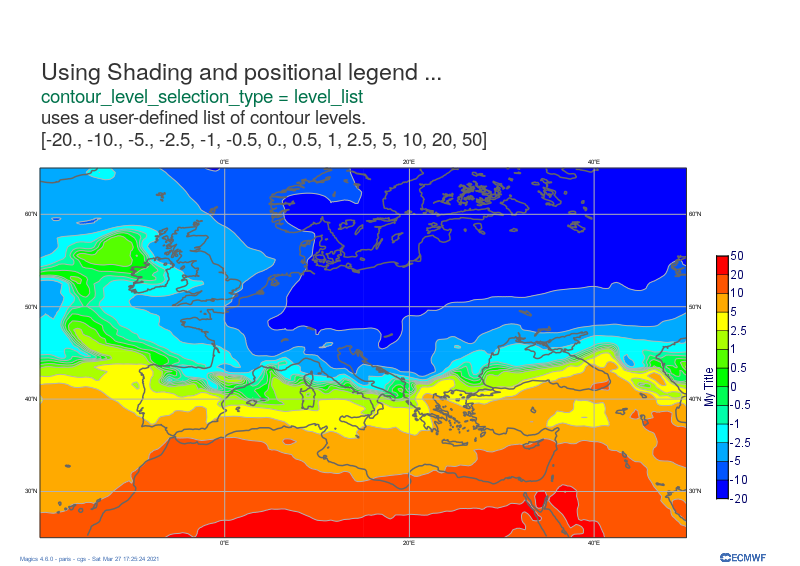 Using Shading and positional legend ...
contour_level_selection_type = level_list
uses a user-defined list of contour levels.
[-20., -10., -5., -2.5, -1, -0.5, 0., 0.5, 1, 2.5, 5, 10, 20, 50]
0°E 20°E 40°E
60°N 60°N
50°N 50°N
40°N 40°N
30°N 30°N
0°E 20°E 40°E
My Title
50
20
10
5
2.5
1
0.5
0
-0.5
-1
-2.5
-5
-10
-20
Magics 4.6.0 - parix - cgs - Sat Mar 27 17:25:24 2021
ECMWF